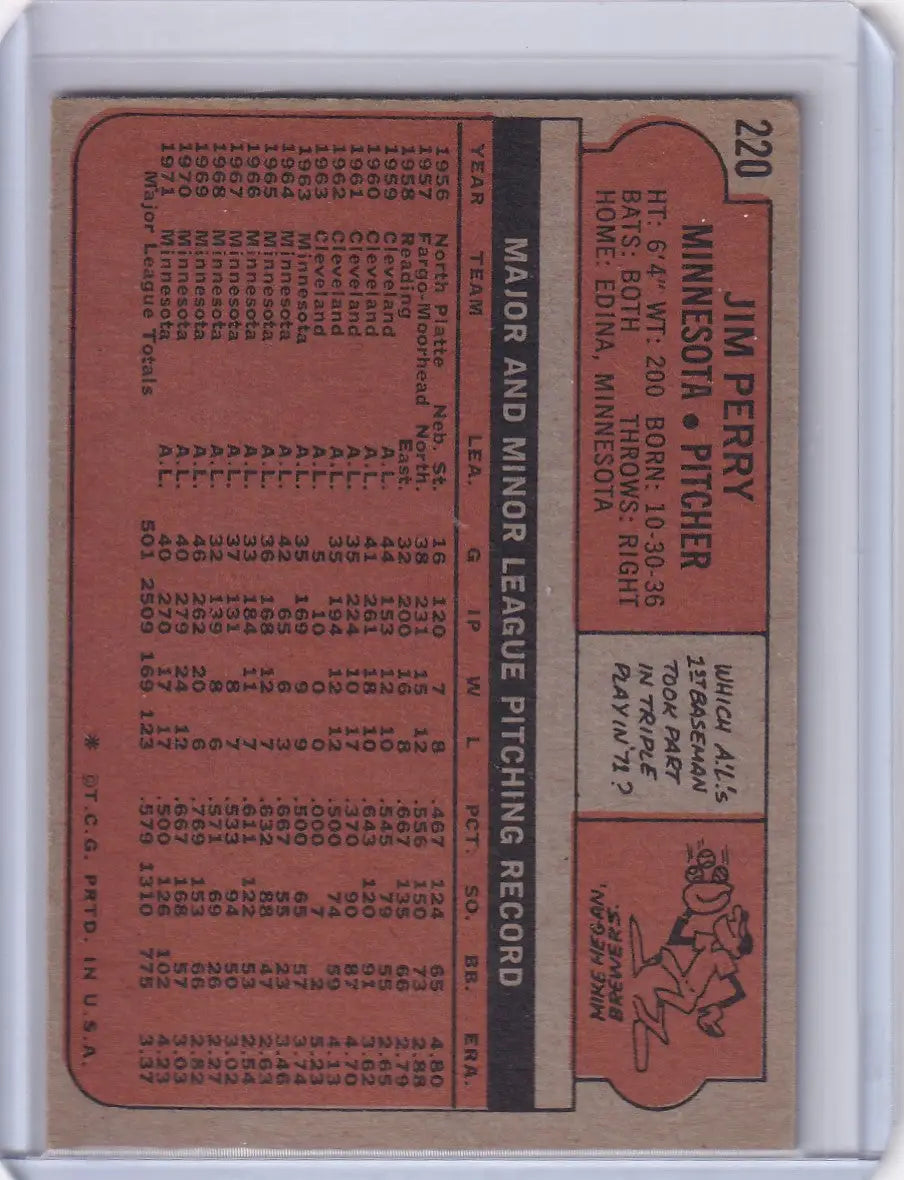 220
JIM PERRY
MINNESOTA • PITCHER
HT: 6'4" WT: 200 BORN: 10-30-36
BATS: BOTH THROWS: RIGHT
HOME: EDINA, MINNESOTA
WHICH A.L.'s
1ST BASEMAN
TOOK PART
IN TRIPLE
PLAY IN '71?
BREWERS'
MIKE HEGAN.
MAJOR AND MINOR LEAGUE PITCHING RECORD
YEAR TEAM LEA. G IP W L PCT. SO. BB. ERA.
1956 North Platte Neb. St. 16 120 7 8 .467 124 65 4.80
1957 Fargo-Moorhead North. 38 231 15 12 .556 150 73 2.88
1958 Reading East. 32 200 16 8 .667 135 66 2.79
1959 Cleveland A.L. 44 153 12 10 .545 79 55 2.65
1960 Cleveland A.L. 41 261 18 10 .643 120 91 3.62
1961 Cleveland A.L. 35 224 10 17 .370 90 87 4.70
1962 Cleveland A.L. 35 194 12 12 .500 74 59 4.13
1963 Cleveland A.L. 5 10 0 0 .000 7 2 5.23
1963 Minnesota A.L. 35 169 9 9 .500 65 57 3.74
1964 Minnesota A.L. 42 65 6 3 .667 55 23 3.46
1965 Minnesota A.L. 36 168 12 7 .632 88 47 2.63
1966 Minnesota A.L. 33 184 11 7 .611 122 53 2.54
1967 Minnesota A.L. 37 131 8 7 .533 94 50 3.02
1968 Minnesota A.L. 32 139 8 6 .571 69 26 2.27
1969 Minnesota A.L. 46 262 20 6 .769 153 66 2.82
1970 Minnesota A.L. 40 279 24 12 .667 168 57 3.03
1971 Minnesota A.L. 40 270 17 17 .500 126 102 4.23
Major League Totals 501 2509 169 123 .579 1310 775 3.37
* ©T.C.G. PRTD. IN U.S.A.